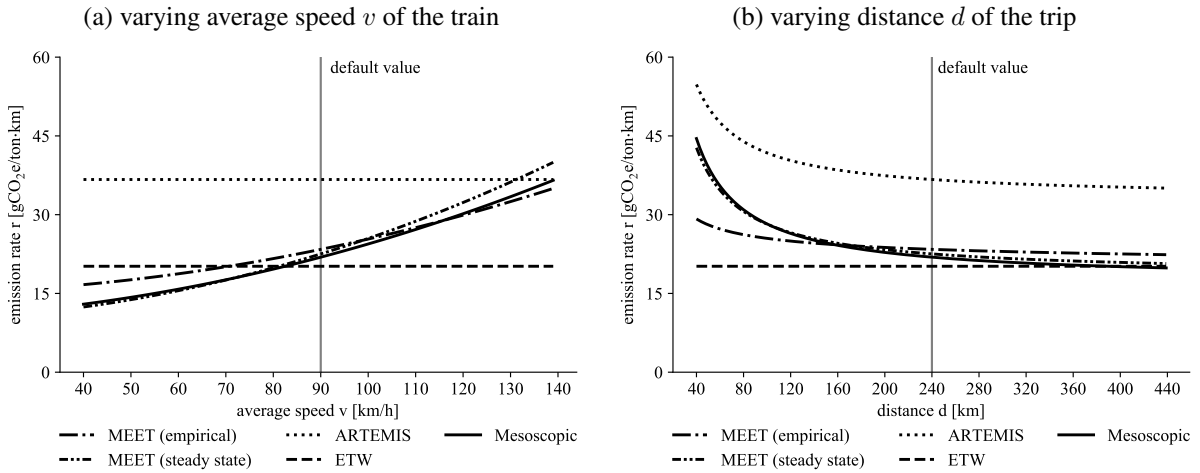 (a) varying average speed v of the train
60
45
30
15
0
emission rate r [gCO₂e/ton·km]
default value
40 50 60 70 80 90 100 110 120 130 140
average speed v [km/h]
MEET (empirical) ARTEMIS Mesoscopic
MEET (steady state) ETW
(b) varying distance d of the trip
60
45
30
15
0
emission rate r [gCO₂e/ton·km]
default value
40 80 120 160 200 240 280 320 360 400 440
distance d [km]
MEET (empirical) ARTEMIS Mesoscopic
MEET (steady state) ETW